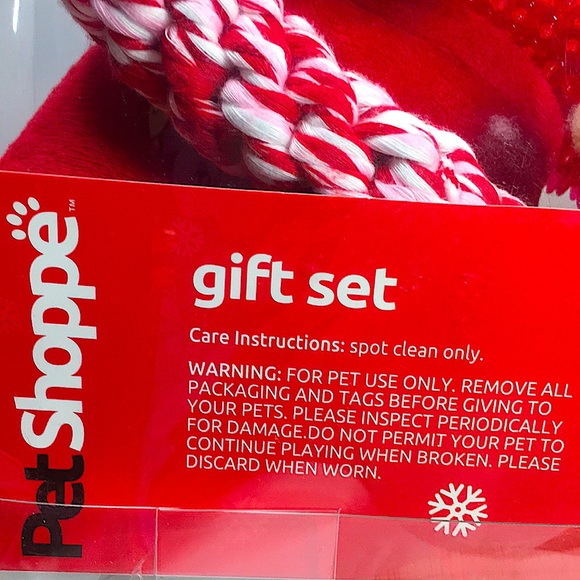 PetShoppe™
gift set
Care Instructions: spot clean only.
WARNING: FOR PET USE ONLY. REMOVE ALL
PACKAGING AND TAGS BEFORE GIVING TO
YOUR PETS. PLEASE INSPECT PERIODICALLY
FOR DAMAGE.DO NOT PERMIT YOUR PET TO
CONTINUE PLAYING WHEN BROKEN. PLEASE
DISCARD WHEN WORN.